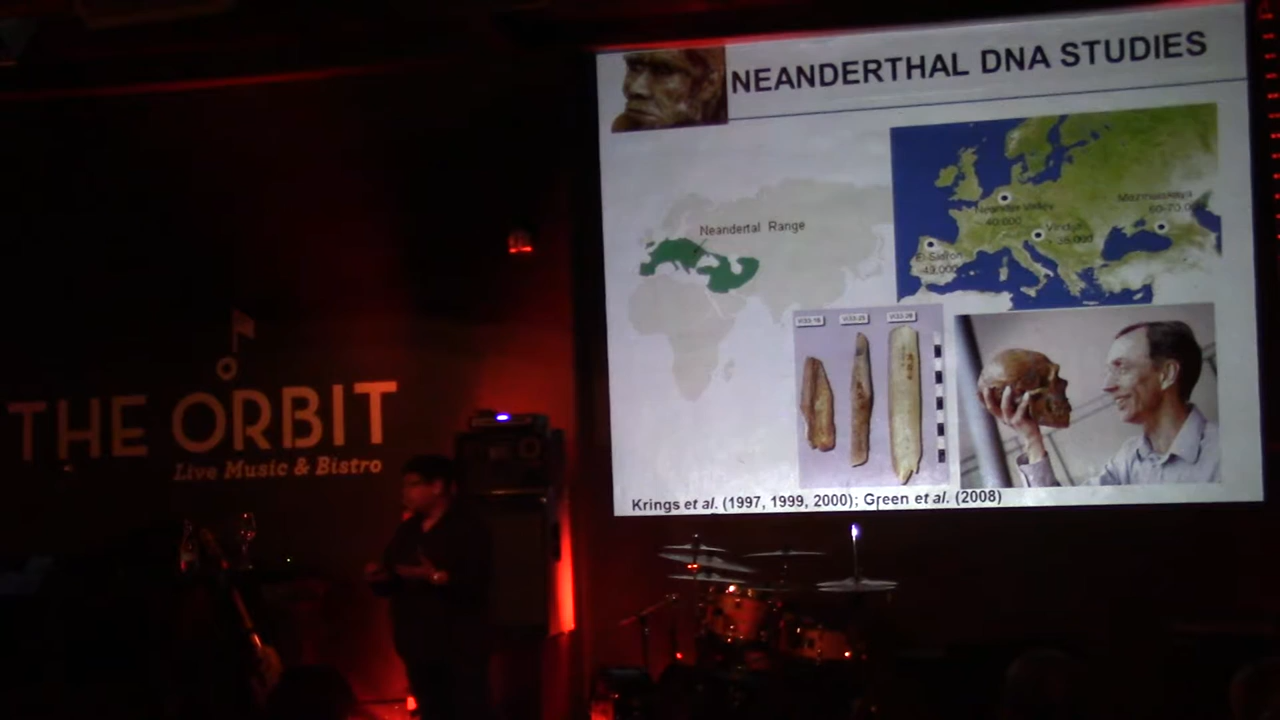 THE ORBIT
Live Music & Bistro
NEANDERTHAL DNA STUDIES
Neandertal Range
Neander Valley
40,000
Vindija
38,000
Mezmaiskaya
60-70,000
El Sidrón
43,000
Krings et al. (1997, 1999, 2000); Green et al. (2008)